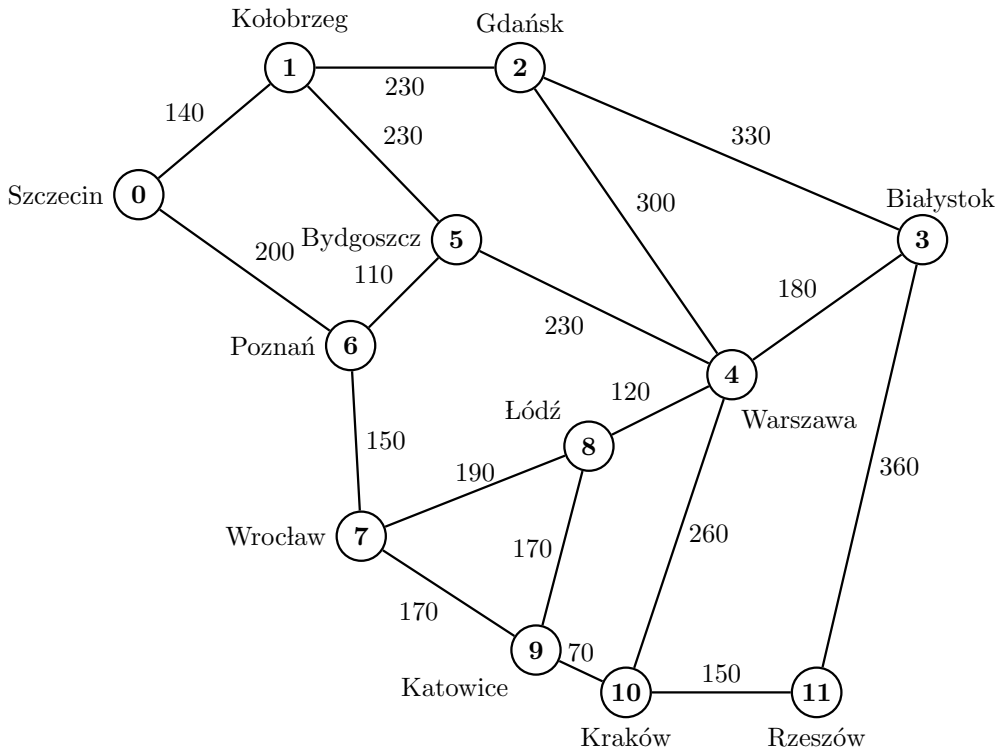 Kołobrzeg
Gdańsk
1
2
230
140
230
330
Szczecin
0
300
Białystok
Bydgoszcz
5
3
200
110
180
230
Poznań
6
4
120
Warszawa
Łódź
8
150
190
360
Wrocław
7
170
260
170
9
70
Katowice
10
150
11
Kraków
Rzeszów